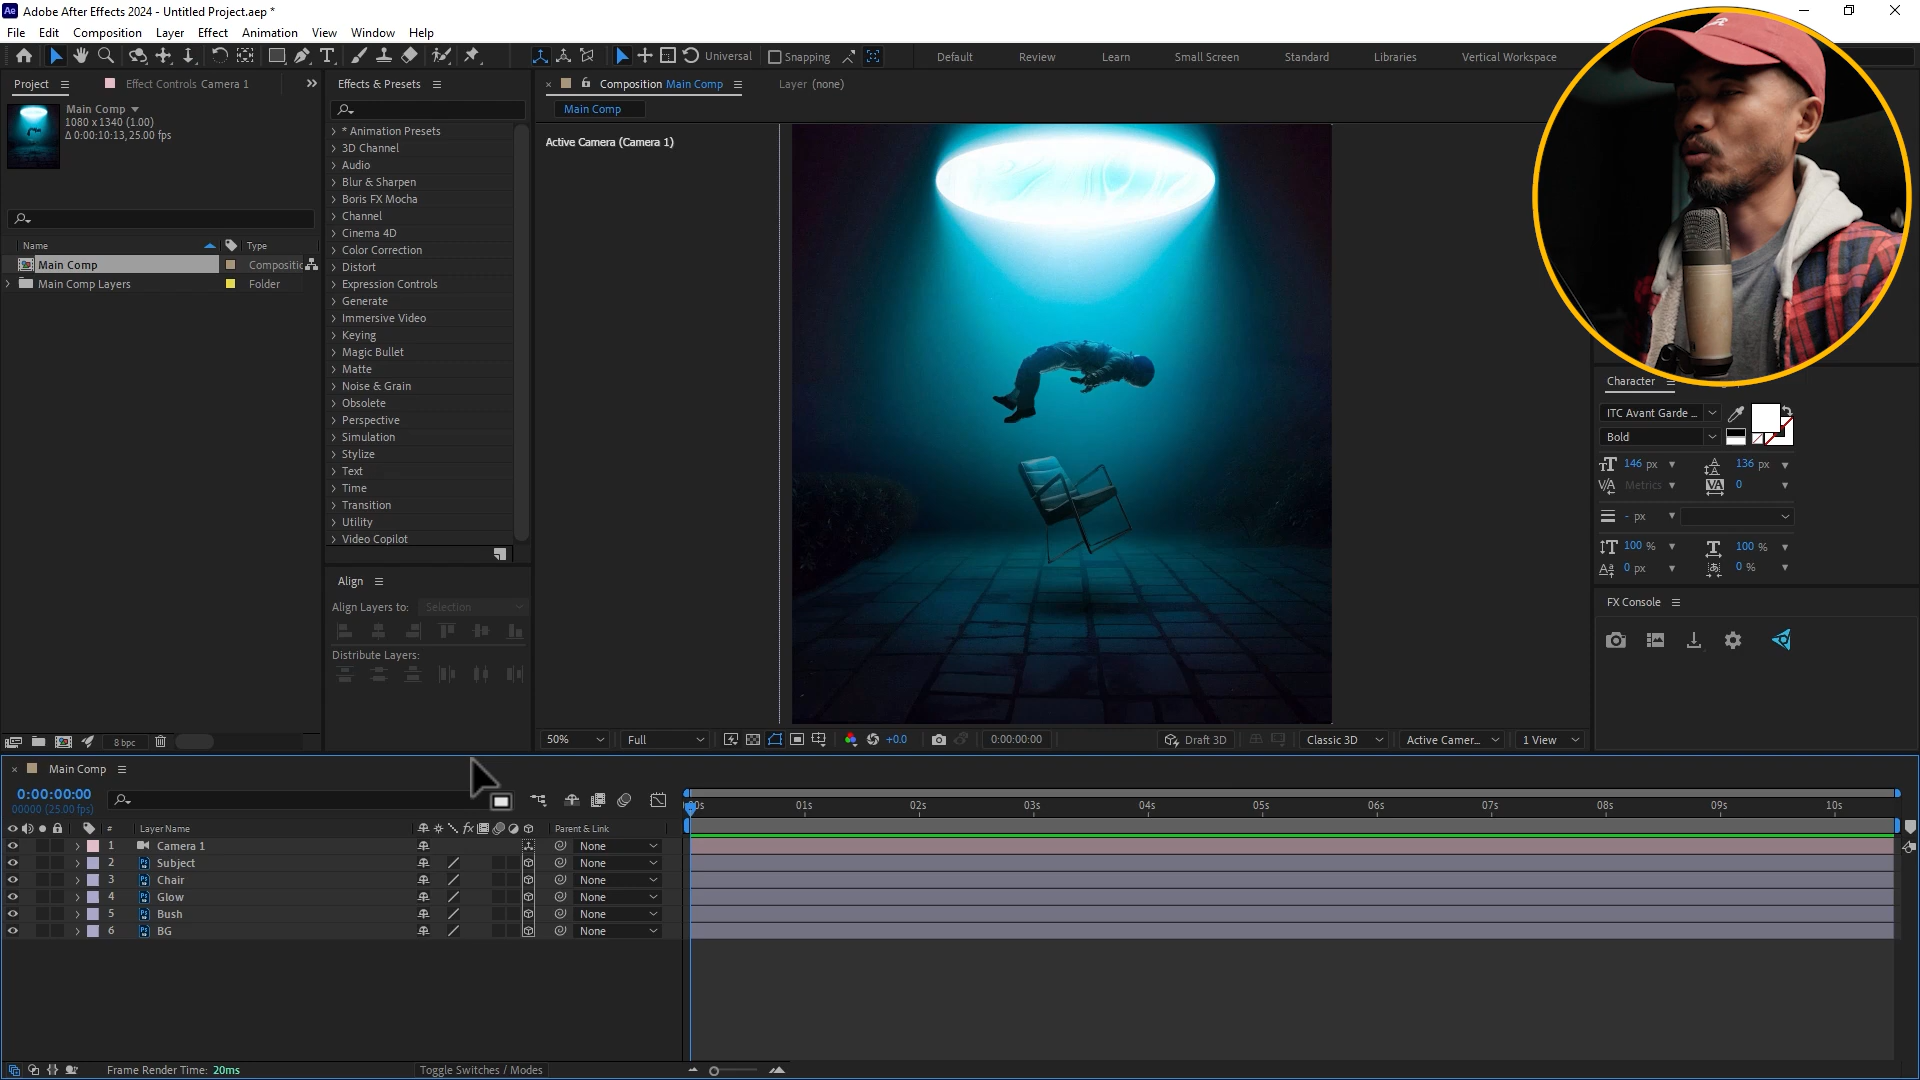 Ae Adobe After Effects 2024 - Untitled Project.aep *
File Edit Composition Layer Effect Animation View Window Help
Universal Snapping Default Review Learn Small Screen Standard Libraries Vertical Workspace
Project Effect Controls Camera 1
Main Comp
1080 x 1340 (1.00)
Δ 0:00:10:13, 25.00 fps
Name Type
Main Comp Compositic
Main Comp Layers Folder
8 bpc
Effects & Presets
* Animation Presets
3D Channel
Audio
Blur & Sharpen
Boris FX Mocha
Channel
Cinema 4D
Color Correction
Distort
Expression Controls
Generate
Immersive Video
Keying
Magic Bullet
Matte
Noise & Grain
Obsolete
Perspective
Simulation
Stylize
Text
Time
Transition
Utility
Video Copilot
Align
Align Layers to: Selection
Distribute Layers:
Composition Main Comp Layer (none)
Main Comp
Active Camera (Camera 1)
50% Full +0.0 0:00:00:00 Draft 3D Classic 3D Active Camer... 1 View
Character
ITC Avant Garde ...
Bold
146 px 136 px
Metrics 0
- px
100 % 100 %
0 px 0 %
FX Console
Main Comp
0:00:00:00
00000 (25.00 fps)
:00s 01s 02s 03s 04s 05s 06s 07s 08s 09s 10s
# Layer Name fx Parent & Link
1 Camera 1 None
2 Subject None
3 Chair None
4 Glow None
5 Bush None
6 BG None
Frame Render Time: 20ms Toggle Switches / Modes